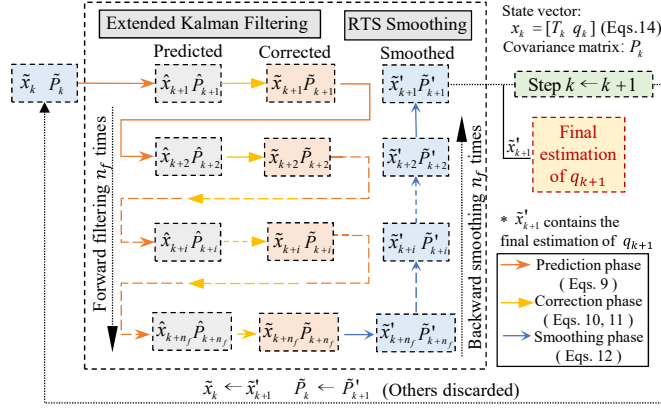 Extended Kalman Filtering
RTS Smoothing
State vector:
x_k = [T_k q_k] (Eqs.14)
Covariance matrix: P_k
Predicted
Corrected
Smoothed
x̃_k P̃_k
x̂_{k+1} P̂_{k+1}
x̃_{k+1} P̃_{k+1}
x̃'_{k+1} P̃'_{k+1}
Step k ← k+1
Forward filtering n_f times
x̂_{k+2} P̂_{k+2}
x̃_{k+2} P̃_{k+2}
x̃'_{k+2} P̃'_{k+2}
Backward smoothing n_f times
x̃'_{k+1}
Final
estimation
of q_{k+1}
x̂_{k+i} P̂_{k+i}
x̃_{k+i} P̃_{k+i}
x̃'_{k+i} P̃'_{k+i}
* x̃'_{k+1} contains the
final estimation of q_{k+1}
x̂_{k+n_f} P̂_{k+n_f}
x̃_{k+n_f} P̃_{k+n_f}
x̃'_{k+n_f} P̃'_{k+n_f}
Prediction phase
( Eqs. 9 )
Correction phase
( Eqs. 10, 11 )
Smoothing phase
( Eqs. 12 )
x̃_k ← x̃'_{k+1} P̃_k ← P̃'_{k+1} (Others discarded)